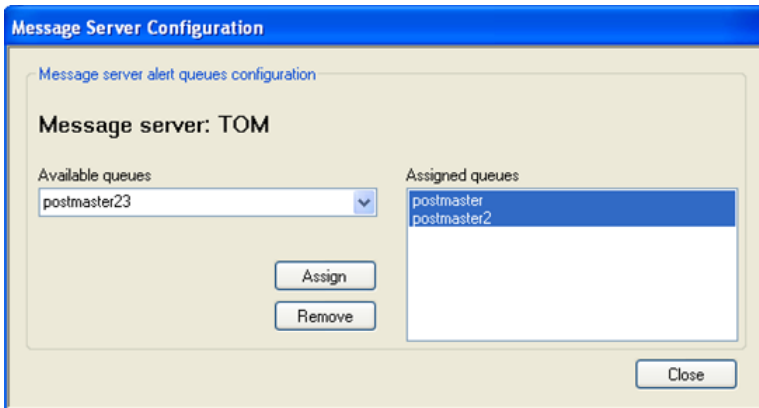 Message Server Configuration
Message server alert queues configuration
Message server: TOM
Available queues
postmaster23
Assigned queues
postmaster
postmaster2
Assign
Remove
Close